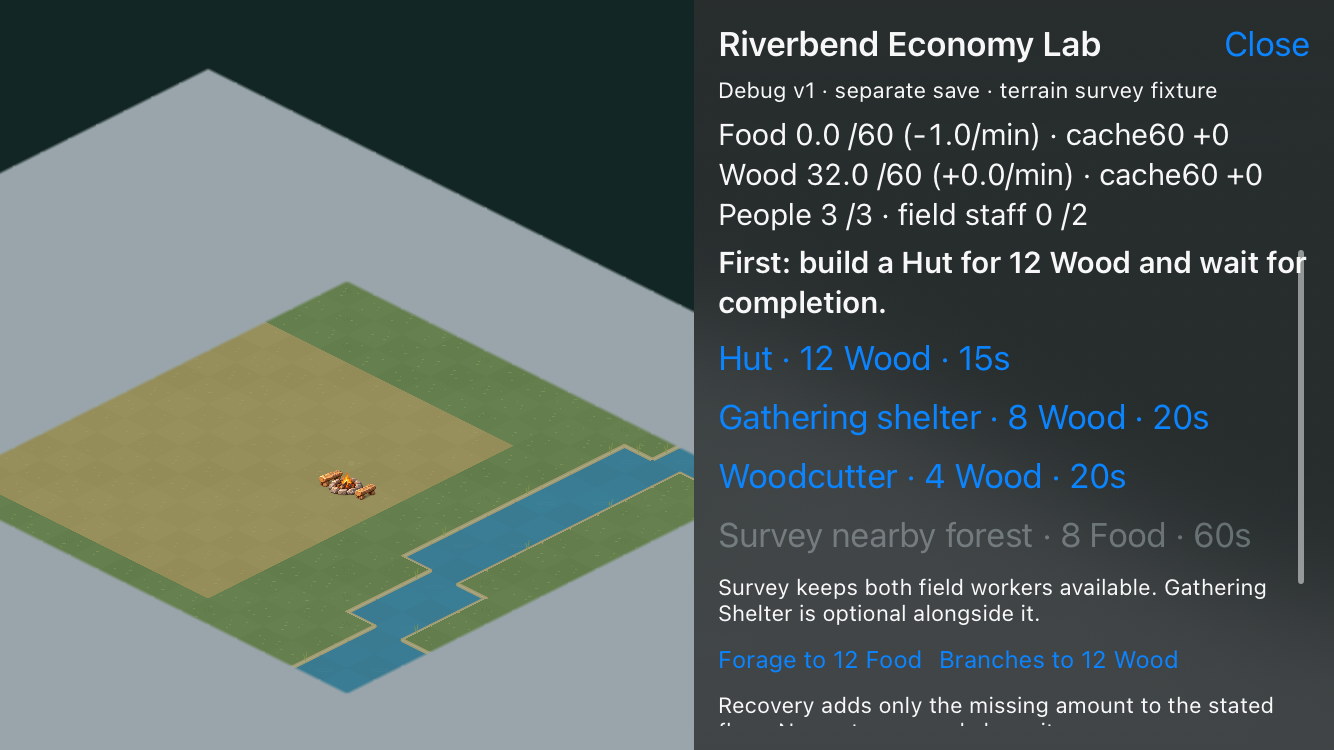 Riverbend Economy Lab
Close
Debug v1 · separate save · terrain survey fixture
Food 0.0 /60 (-1.0/min) · cache60 +0
Wood 32.0 /60 (+0.0/min) · cache60 +0
People 3 /3 · field staff 0 /2
First: build a Hut for 12 Wood and wait for
completion.
Hut · 12 Wood · 15s
Gathering shelter · 8 Wood · 20s
Woodcutter · 4 Wood · 20s
Survey nearby forest · 8 Food · 60s
Survey keeps both field workers available. Gathering
Shelter is optional alongside it.
Forage to 12 Food
Branches to 12 Wood
Recovery adds only the missing amount to the stated